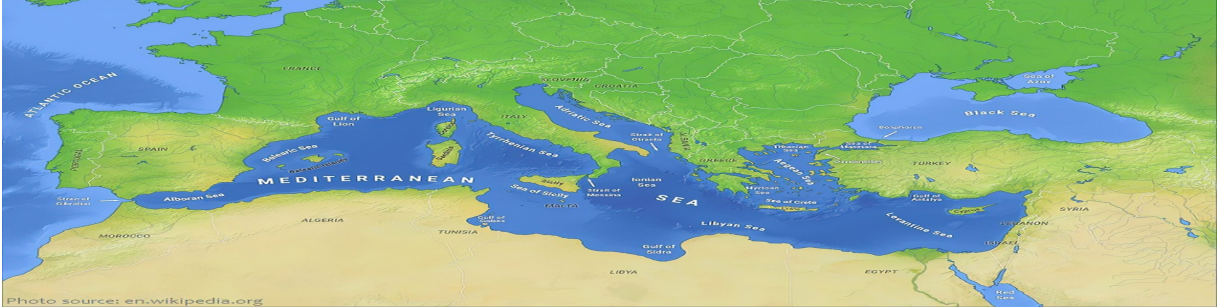 ATLANTIC OCEAN
FRANCE
SLOVENIA
CROATIA
Sea of
Azov
Black Sea
Bosphorus
Gulf of
Lion
Ligurian
Sea
ITALY
Adriatic Sea
Strait of
Otranto
PORTUGAL
SPAIN
Balearic Sea
Tyrrhenian Sea
GREECE
Thracian
Sea
Aegean Sea
TURKEY
Strait of
Gibraltar
Alboran Sea
MEDITERRANEAN
SEA
Sicily
Sea of Sicily
Strait of
Messina
Ionian
Sea
Myrtoan
Sea
Sea of Crete
Gulf of
Antalya
Cyprus
SYRIA
LEBANON
ISRAEL
MALTA
Libyan Sea
Levantine Sea
MOROCCO
ALGERIA
TUNISIA
Gulf of
Gulf of
Sidra
LIBYA
EGYPT
Red
Sea
Photo source: en.wikipedia.org